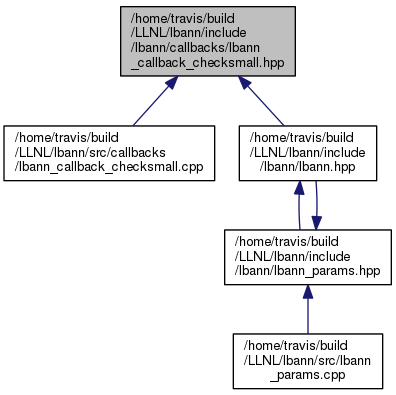 /home/travis/build
/LLNL/lbann/include
/lbann/callbacks/lbann
_callback_checksmall.hpp
/home/travis/build
/LLNL/lbann/src/callbacks
/lbann_callback_checksmall.cpp
/home/travis/build
/LLNL/lbann/include
/lbann/lbann.hpp
/home/travis/build
/LLNL/lbann/include
/lbann/lbann_params.hpp
/home/travis/build
/LLNL/lbann/src/lbann
_params.cpp